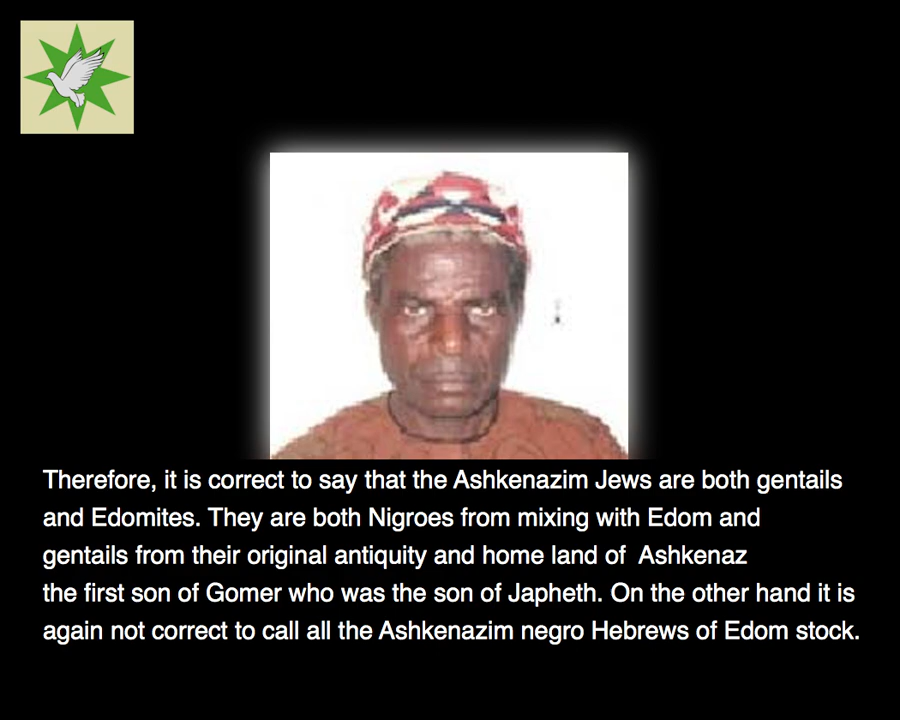 Therefore, it is correct to say that the Ashkenazim Jews are both gentails
and Edomites. They are both Nigroes from mixing with Edom and
gentails from their original antiquity and home land of  Ashkenaz
the first son of Gomer who was the son of Japheth. On the other hand it is
again not correct to call all the Ashkenazim negro Hebrews of Edom stock.